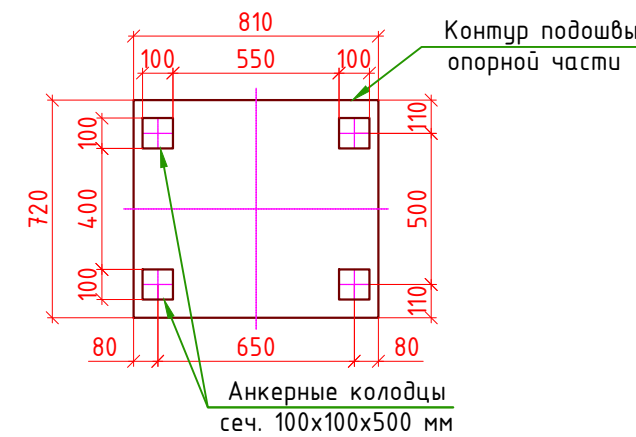 810
Контур подошвы
опорной части
100 550 100
110
100
720
400
500
100
110
80 650 80
Анкерные колодцы
сеч. 100х100х500 мм